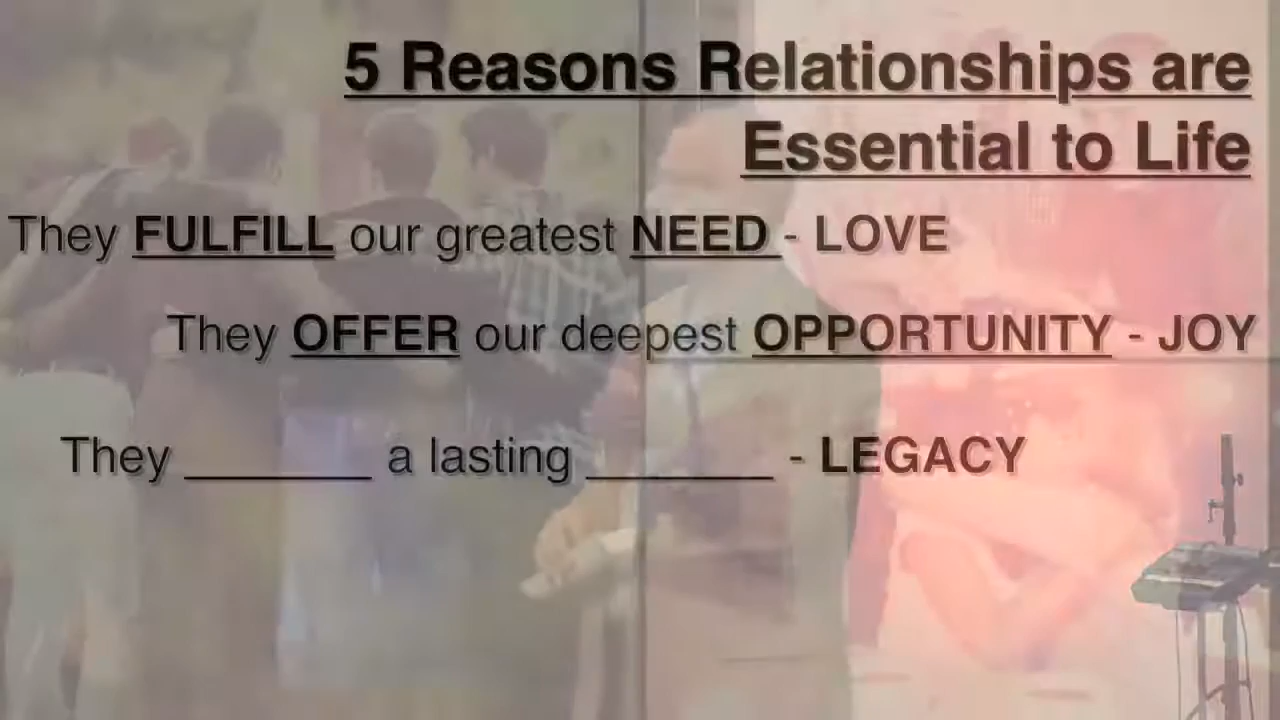 5 Reasons Relationships are
Essential to Life
They FULFILL our greatest NEED - LOVE
They OFFER our deepest OPPORTUNITY - JOY
They _______ a lasting _______ - LEGACY